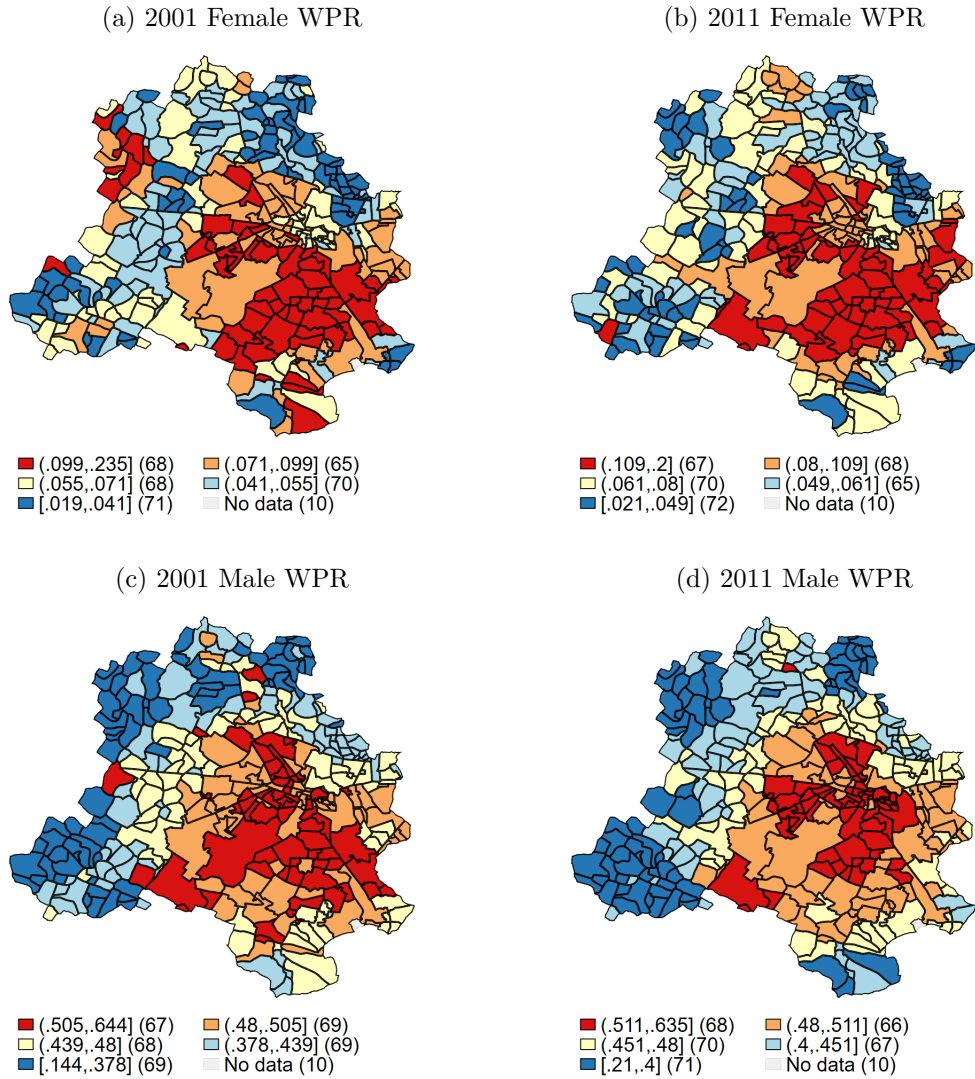 (a) 2001 Female WPR
(b) 2011 Female WPR
(.099,.235] (68) (.071,.099] (65)
(.055,.071] (68) (.041,.055] (70)
[.019,.041] (71) No data (10)
(.109,.2] (67) (.08,.109] (68)
(.061,.08] (70) (.049,.061] (65)
[.021,.049] (72) No data (10)
(c) 2001 Male WPR
(d) 2011 Male WPR
(.505,.644] (67) (.48,.505] (69)
(.439,.48] (68) (.378,.439] (69)
[.144,.378] (69) No data (10)
(.511,.635] (68) (.48,.511] (66)
(.451,.48] (70) (.4,.451] (67)
[.21,.4] (71) No data (10)